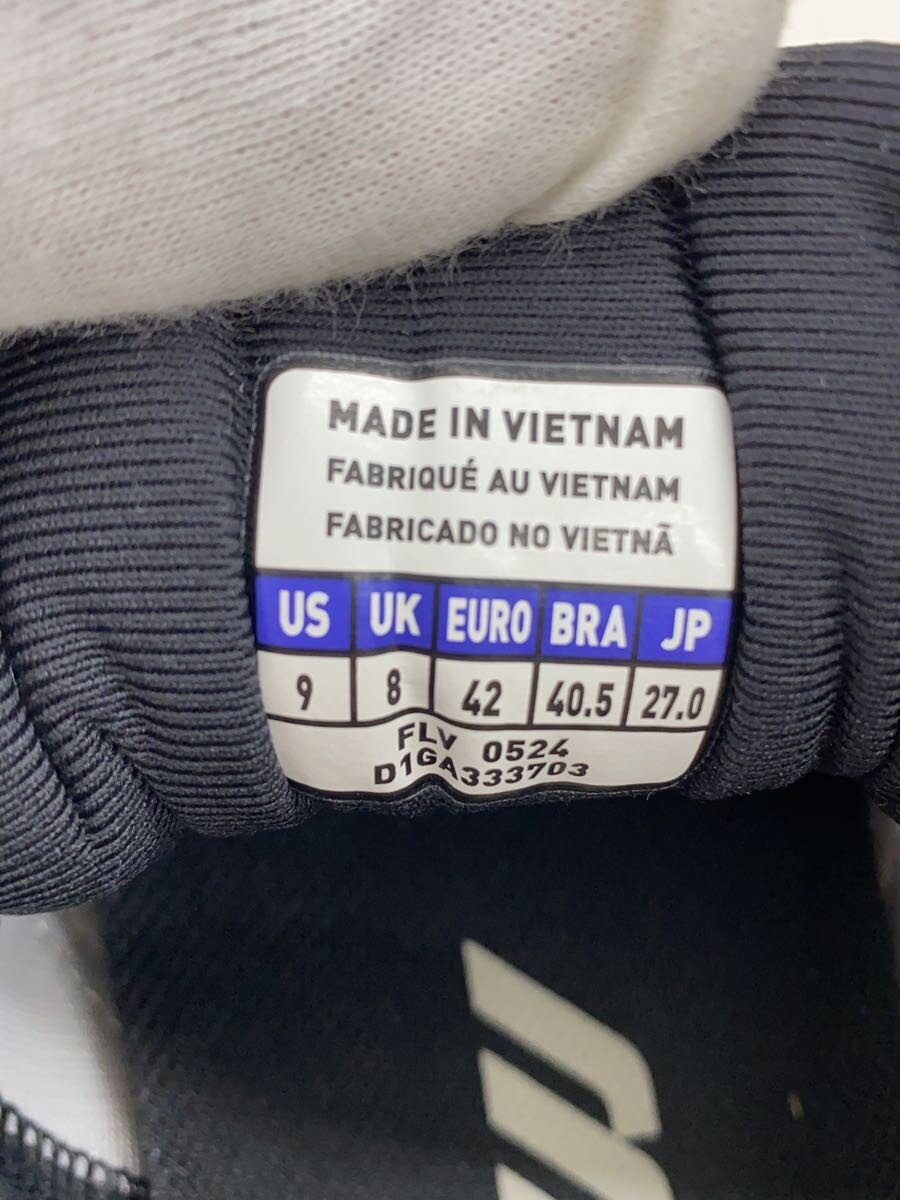 MADE IN VIETNAM
FABRIQUÉ AU VIETNAM
FABRICADO NO VIETNÃ
US UK EURO BRA JP
9 8 42 40.5 27.0
FLV 0524
D1GA333703